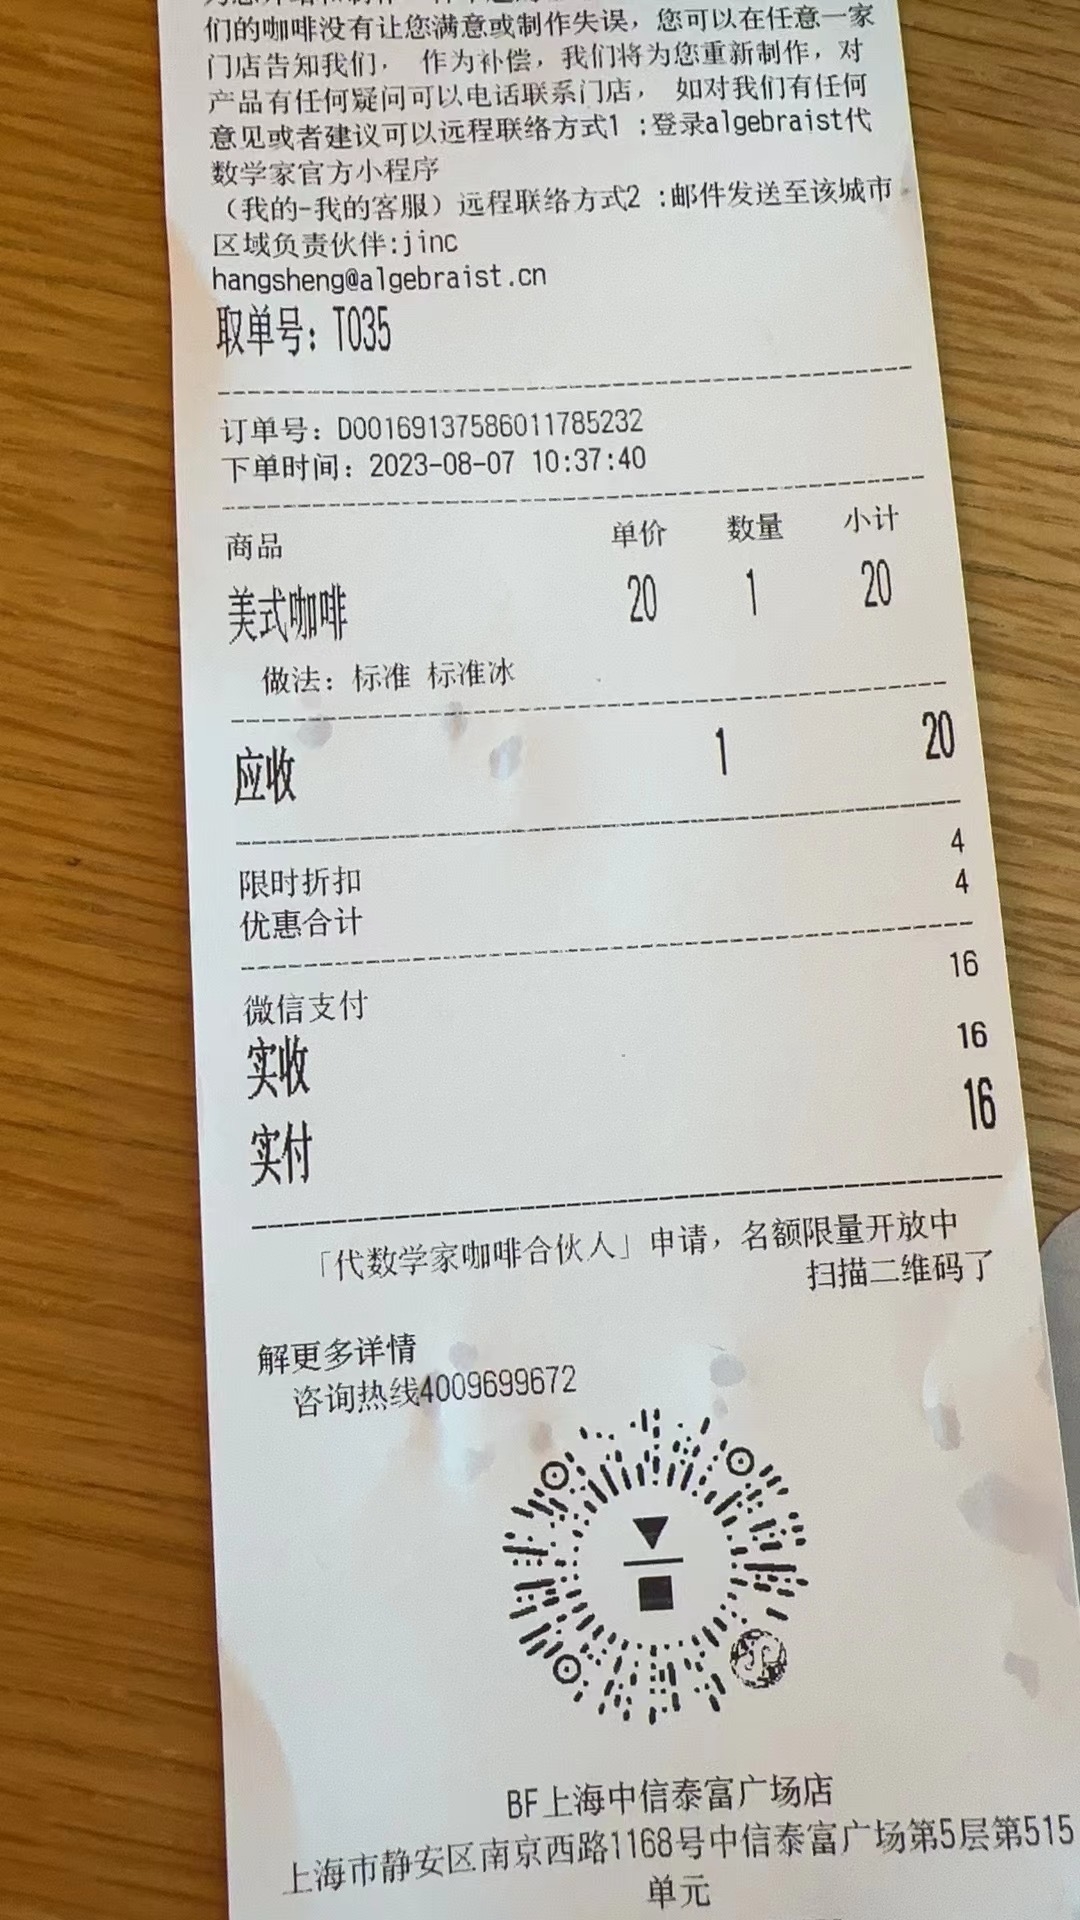 们的咖啡没有让您满意或制作失误，您可以在任意一家
门店告知我们， 作为补偿，我们将为您重新制作，对
产品有任何疑问可以电话联系门店， 如对我们有任何
意见或者建议可以远程联络方式1 :登录algebraist代
数学家官方小程序
（我的-我的客服）远程联络方式2 :邮件发送至该城市
区域负责伙伴:jinc
hangsheng@algebraist.cn
取单号：T035
订单号：D00169137586011785232
下单时间：2023-08-07 10:37:40
商品 单价 数量 小计
美式咖啡 20 1 20
做法：标准 标准冰
应收 1 20
限时折扣 4
优惠合计 4
微信支付 16
实收 16
实付 16
「代数学家咖啡合伙人」申请，名额限量开放中
扫描二维码了
解更多详情
咨询热线4009699672
BF上海中信泰富广场店
上海市静安区南京西路1168号中信泰富广场第5层第515
单元